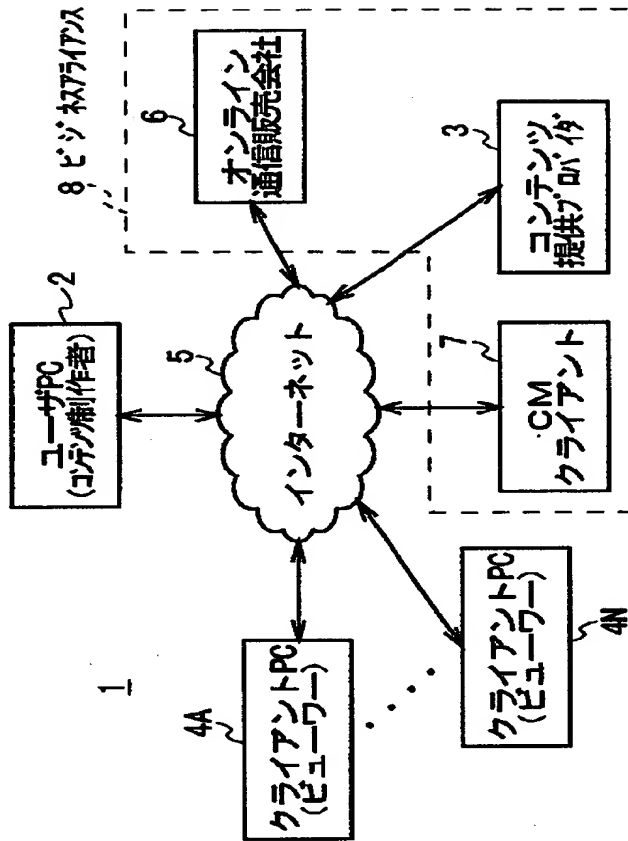 1
8 ビジネスアライアンス
ユーザPC
(コンテンツ制作者)
2
オンライン
通信販売会社
6
5
インターネット
4A
クライアントPC
(ビューワー)
クライアントPC
(ビューワー)
4N
CM
クライアント
7
コンテンツ
提供プロバイダ
3